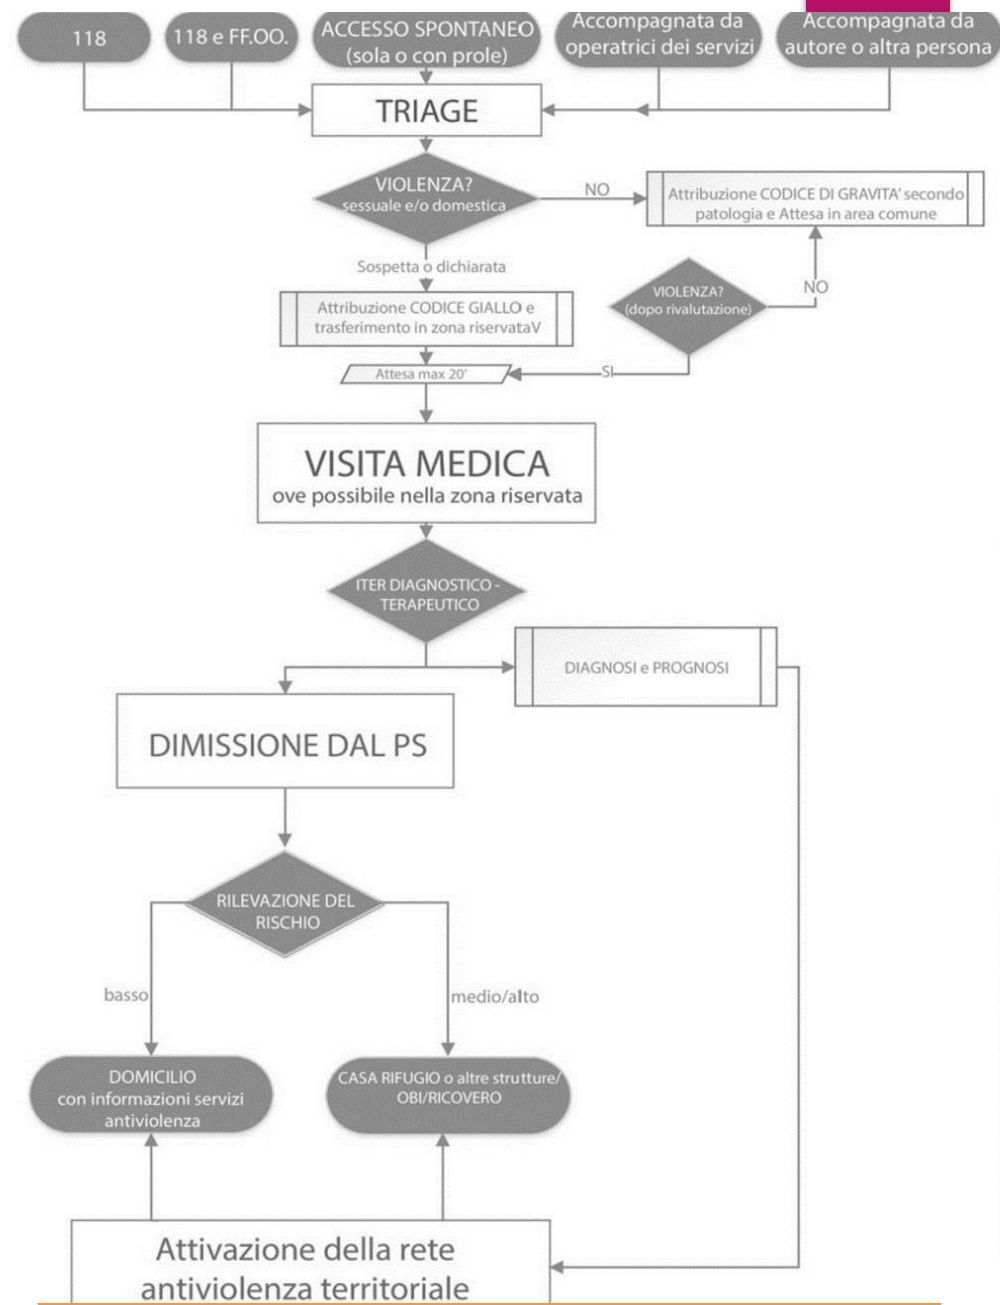 118
118 e FF.OO.
ACCESSO SPONTANEO
(sola o con prole)
Accompagnata da
operatrici dei servizi
Accompagnata da
autore o altra persona
TRIAGE
VIOLENZA?
sessuale e/o domestica
NO
Attribuzione CODICE DI GRAVITA' secondo
patologia e Attesa in area comune
Sospetta o dichiarata
VIOLENZA?
(dopo rivalutazione)
NO
Attribuzione CODICE GIALLO e
trasferimento in zona riservataV
SI
Attesa max 20'
VISITA MEDICA
ove possibile nella zona riservata
ITER DIAGNOSTICO -
TERAPEUTICO
DIAGNOSI e PROGNOSI
DIMISSIONE DAL PS
RILEVAZIONE DEL
RISCHIO
basso
medio/alto
DOMICILIO
con informazioni servizi
antiviolenza
CASA RIFUGIO o altre strutture/
OBI/RICOVERO
Attivazione della rete
antiviolenza territoriale